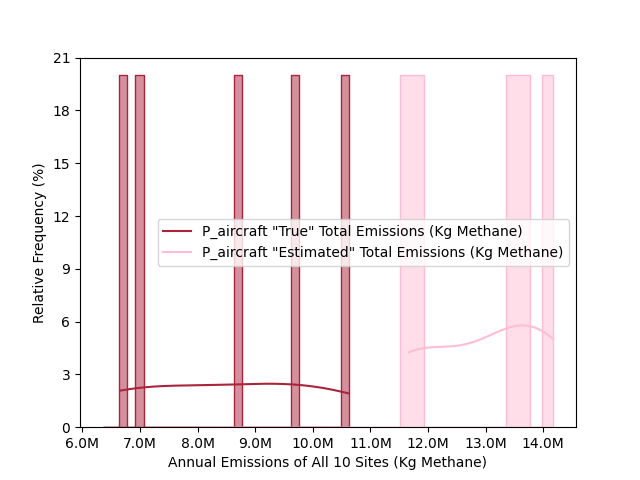 21
18
15
12
9
6
3
0
Relative Frequency (%)
P_aircraft "True" Total Emissions (Kg Methane)
P_aircraft "Estimated" Total Emissions (Kg Methane)
6.0M 7.0M 8.0M 9.0M 10.0M 11.0M 12.0M 13.0M 14.0M
Annual Emissions of All 10 Sites (Kg Methane)